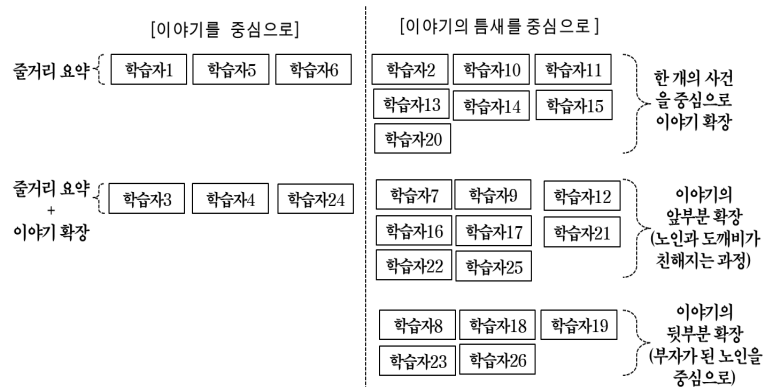 [이야기를 중심으로]
줄거리 요약
학습자1 학습자5 학습자6
줄거리 요약
+
이야기 확장
학습자3 학습자4 학습자24
[이야기의 틈새를 중심으로 ]
학습자2 학습자10 학습자11
학습자13 학습자14 학습자15
학습자20
한 개의 사건
을 중심으로
이야기 확장
학습자7 학습자9 학습자12
학습자16 학습자17 학습자21
학습자22 학습자25
이야기의
앞부분 확장
(노인과 도깨비가
친해지는 과정)
학습자8 학습자18 학습자19
학습자23 학습자26
이야기의
뒷부분 확장
(부자가 된 노인을
중심으로)